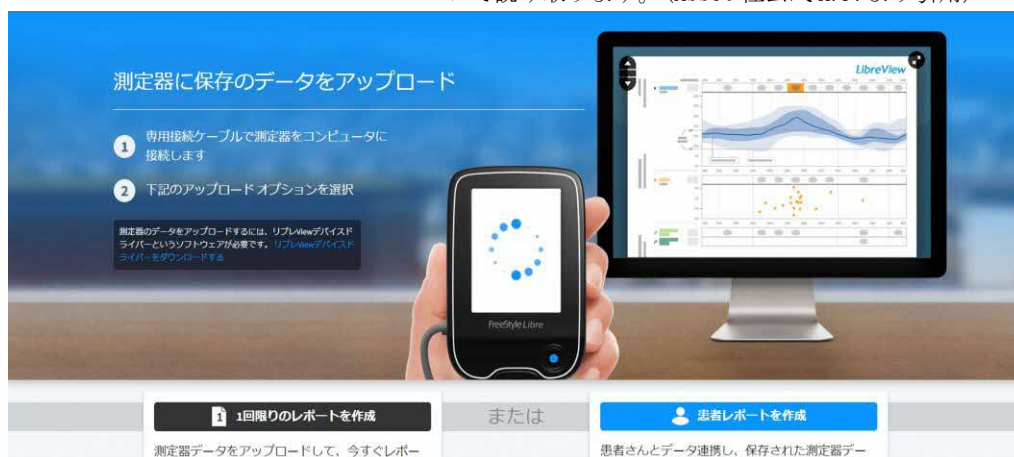 測定器に保存のデータをアップロード
1 専用接続ケーブルで測定器をコンピュータに
接続します
2 下記のアップロード オプションを選択
測定器のデータをアップロードするには、リブレViewデバイスド
ライバーというソフトウェアが必要です。リブレViewデバイスド
ライバーをダウンロードする
LibreView
FreeStyle Libre
1 1回限りのレポートを作成
または
患者レポートを作成
測定器データをアップロードして、今すぐレポー
患者さんとデータ連携し、保存された測定器デー